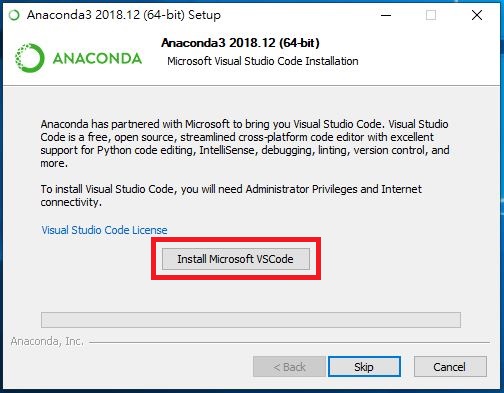 Anaconda3 2018.12 (64-bit) Setup
ANACONDA
Anaconda3 2018.12 (64-bit)
Microsoft Visual Studio Code Installation
Anaconda has partnered with Microsoft to bring you Visual Studio Code. Visual Studio
Code is a free, open source, streamlined cross-platform code editor with excellent
support for Python code editing, IntelliSense, debugging, linting, version control, and
more.
To install Visual Studio Code, you will need Administrator Privileges and Internet
connectivity.
Visual Studio Code License
Install Microsoft VSCode
Anaconda, Inc.
< Back
Skip
Cancel